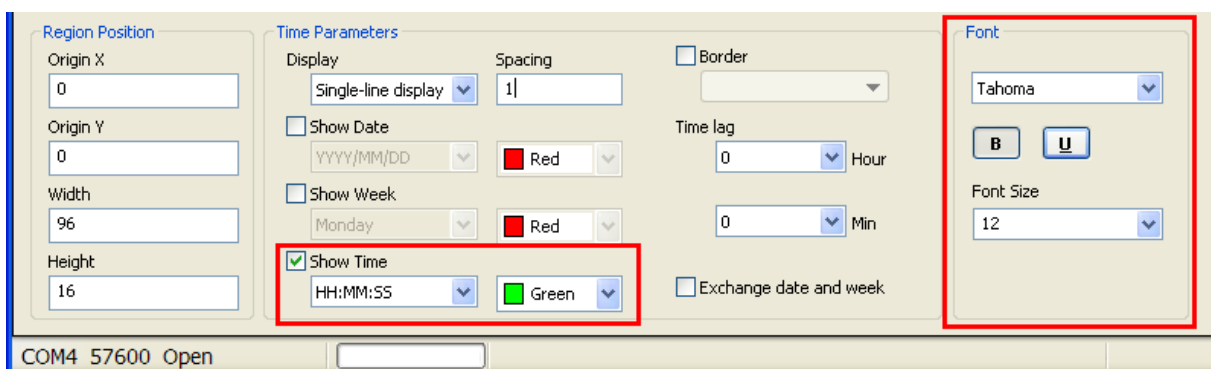 Region Position
Origin X
0
Origin Y
0
Width
96
Height
16
Time Parameters
Display
Single-line display
Spacing
1
Show Date
YYYY/MM/DD
Red
Show Week
Monday
Red
Show Time
HH:MM:SS
Green
Border
Time lag
0 Hour
0 Min
Exchange date and week
Font
Tahoma
B U
Font Size
12
COM4 57600 Open